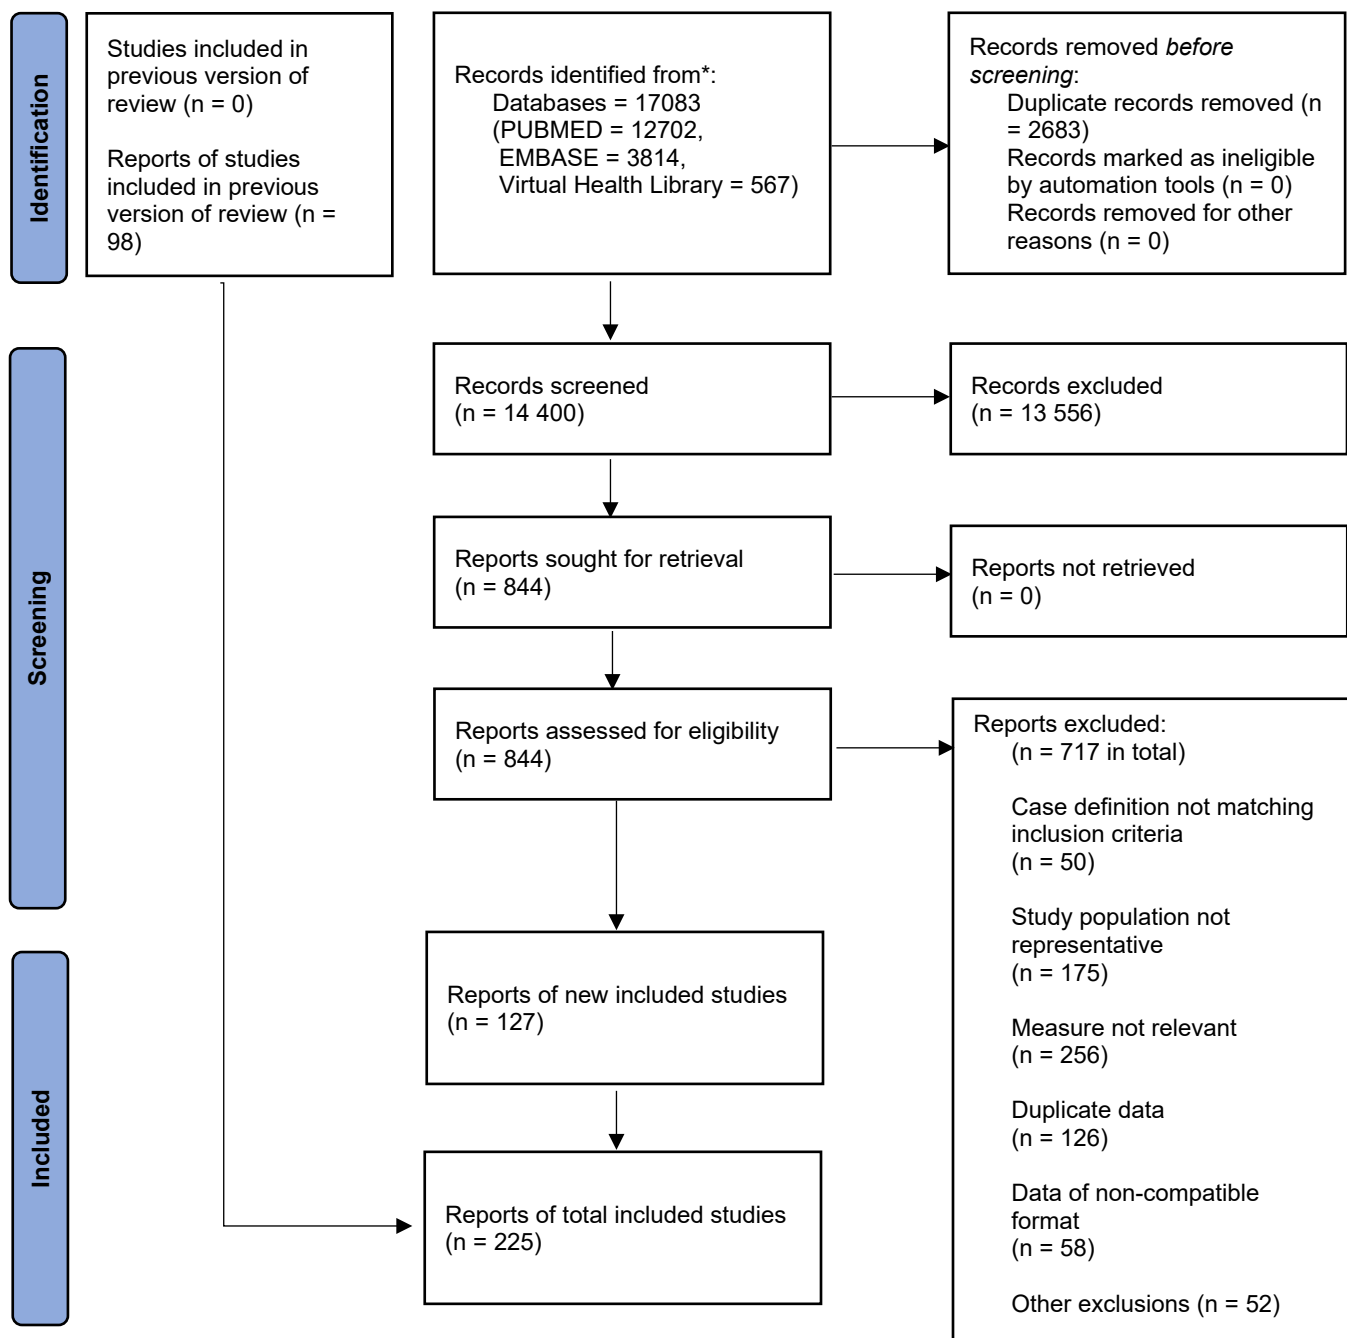 Identification
Studies included in
previous version of
review (n = 0)
Reports of studies
included in previous
version of review (n =
98)
Records identified from*:
Databases = 17083
(PUBMED = 12702,
EMBASE = 3814,
Virtual Health Library = 567)
Records removed before
screening:
Duplicate records removed (n
= 2683)
Records marked as ineligible
by automation tools (n = 0)
Records removed for other
reasons (n = 0)
Screening
Records screened
(n = 14 400)
Records excluded
(n = 13 556)
Reports sought for retrieval
(n = 844)
Reports not retrieved
(n = 0)
Reports assessed for eligibility
(n = 844)
Reports excluded:
(n = 717 in total)
Case definition not matching
inclusion criteria
(n = 50)
Study population not
representative
(n = 175)
Measure not relevant
(n = 256)
Duplicate data
(n = 126)
Data of non-compatible
format
(n = 58)
Other exclusions (n = 52)
Included
Reports of new included studies
(n = 127)
Reports of total included studies
(n = 225)